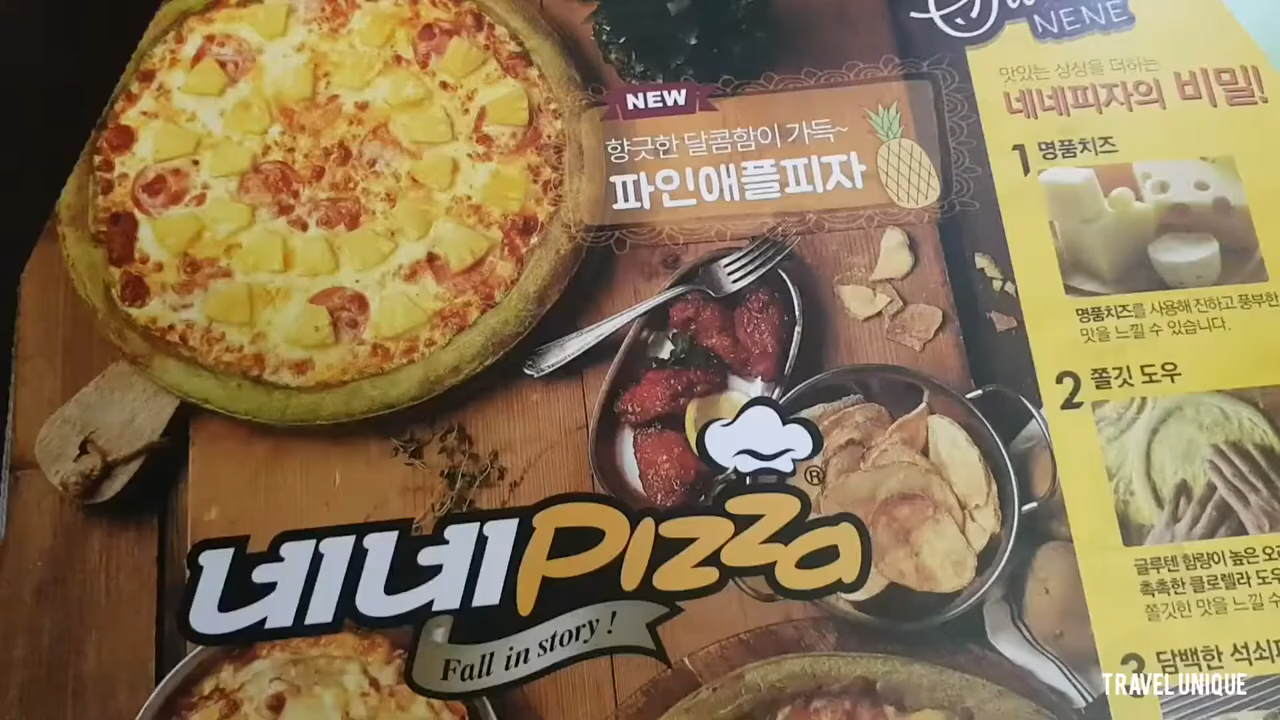 NENE
맛있는 상상을 더하는
네네피자의 비밀!
NEW
향긋한 달콤함이 가득~
파인애플피자
1 명품치즈
명품치즈를 사용해 진하고 풍부한
맛을 느낄 수 있습니다.
2 쫄깃 도우
글루텐 함량이 높은
촉촉한 클로렐라 도우
쫄깃한 맛을 느낄 수
3 담백한 석쇠
네네PIZZa
®
Fall in story!
TRAVEL UNIQUE